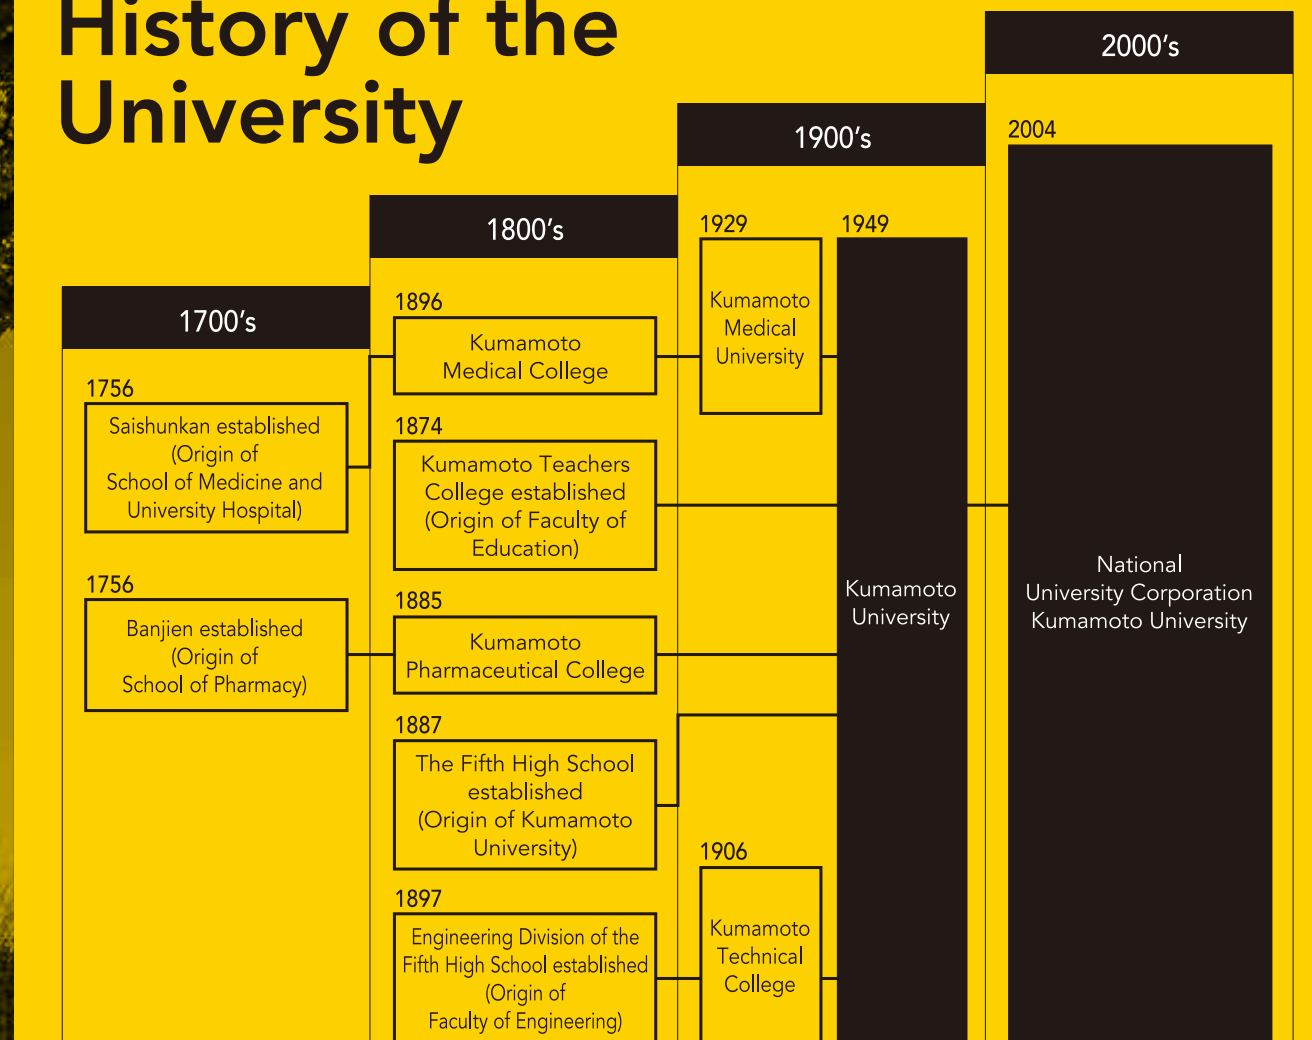 History of the
University
1700's
1756
Saishunkan established
(Origin of
School of Medicine and
University Hospital)
1756
Banjien established
(Origin of
School of Pharmacy)
1800's
1896
Kumamoto
Medical College
1874
Kumamoto Teachers
College established
(Origin of Faculty of
Education)
1885
Kumamoto
Pharmaceutical College
1887
The Fifth High School
established
(Origin of Kumamoto
University)
1897
Engineering Division of the
Fifth High School established
(Origin of
Faculty of Engineering)
1900's
1929
Kumamoto
Medical
University
1906
Kumamoto
Technical
College
1949
Kumamoto
University
2000's
2004
National
University Corporation
Kumamoto University